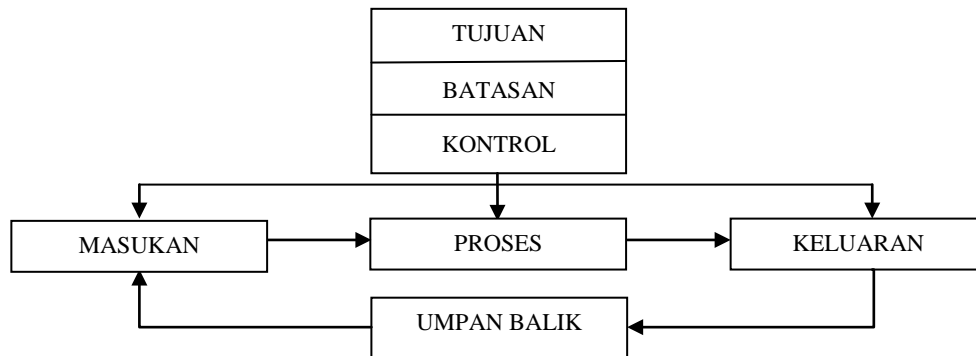 TUJUAN
BATASAN
KONTROL
MASUKAN
PROSES
KELUARAN
UMPAN BALIK